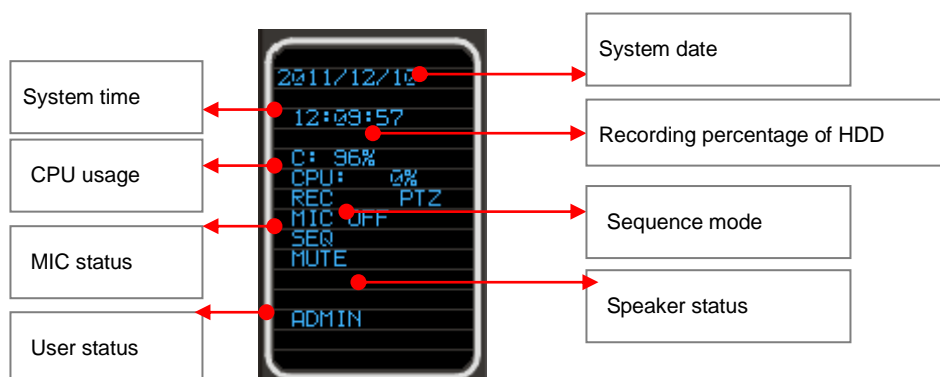 System date
2011/12/10
System time
12:09:57
Recording percentage of HDD
C: 96%
CPU usage
CPU: 0%
REC PTZ
Sequence mode
MIC OFF
MIC status
SEQ
MUTE
Speaker status
ADMIN
User status